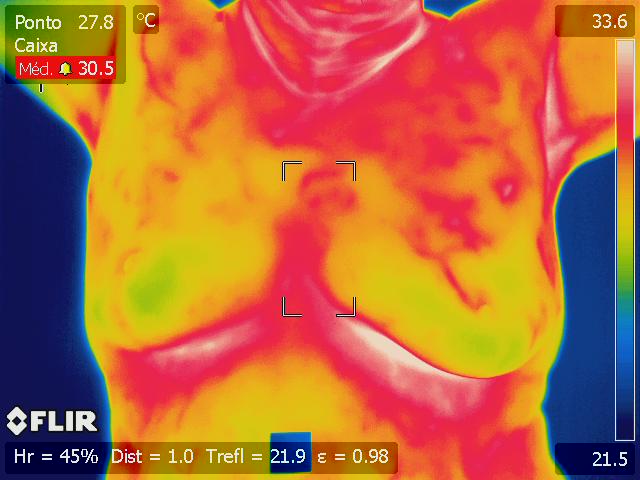 Ponto 27.8 °C
Caixa
Méd. 30.5
33.6
FLIR
Hr = 45% Dist = 1.0 Trefl = 21.9 ε = 0.98
21.5